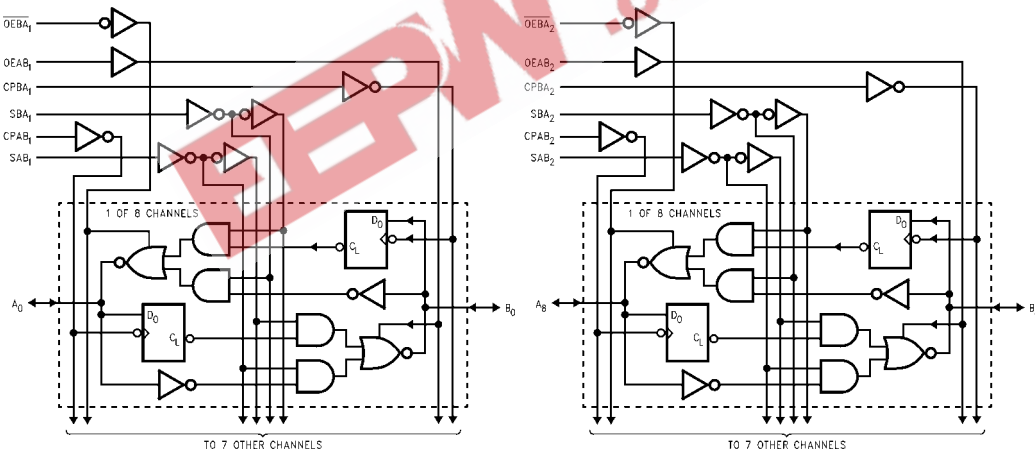 OEBA1
OEAB1
CPBA1
SBA1
CPAB1
SAB1
1 OF 8 CHANNELS
D0
CL
A0
B0
D0
CL
TO 7 OTHER CHANNELS
OEBA2
OEAB2
CPBA2
SBA2
CPAB2
SAB2
1 OF 8 CHANNELS
D0
CL
A8
B
D0
CL
TO 7 OTHER CHANNELS
EEPW.